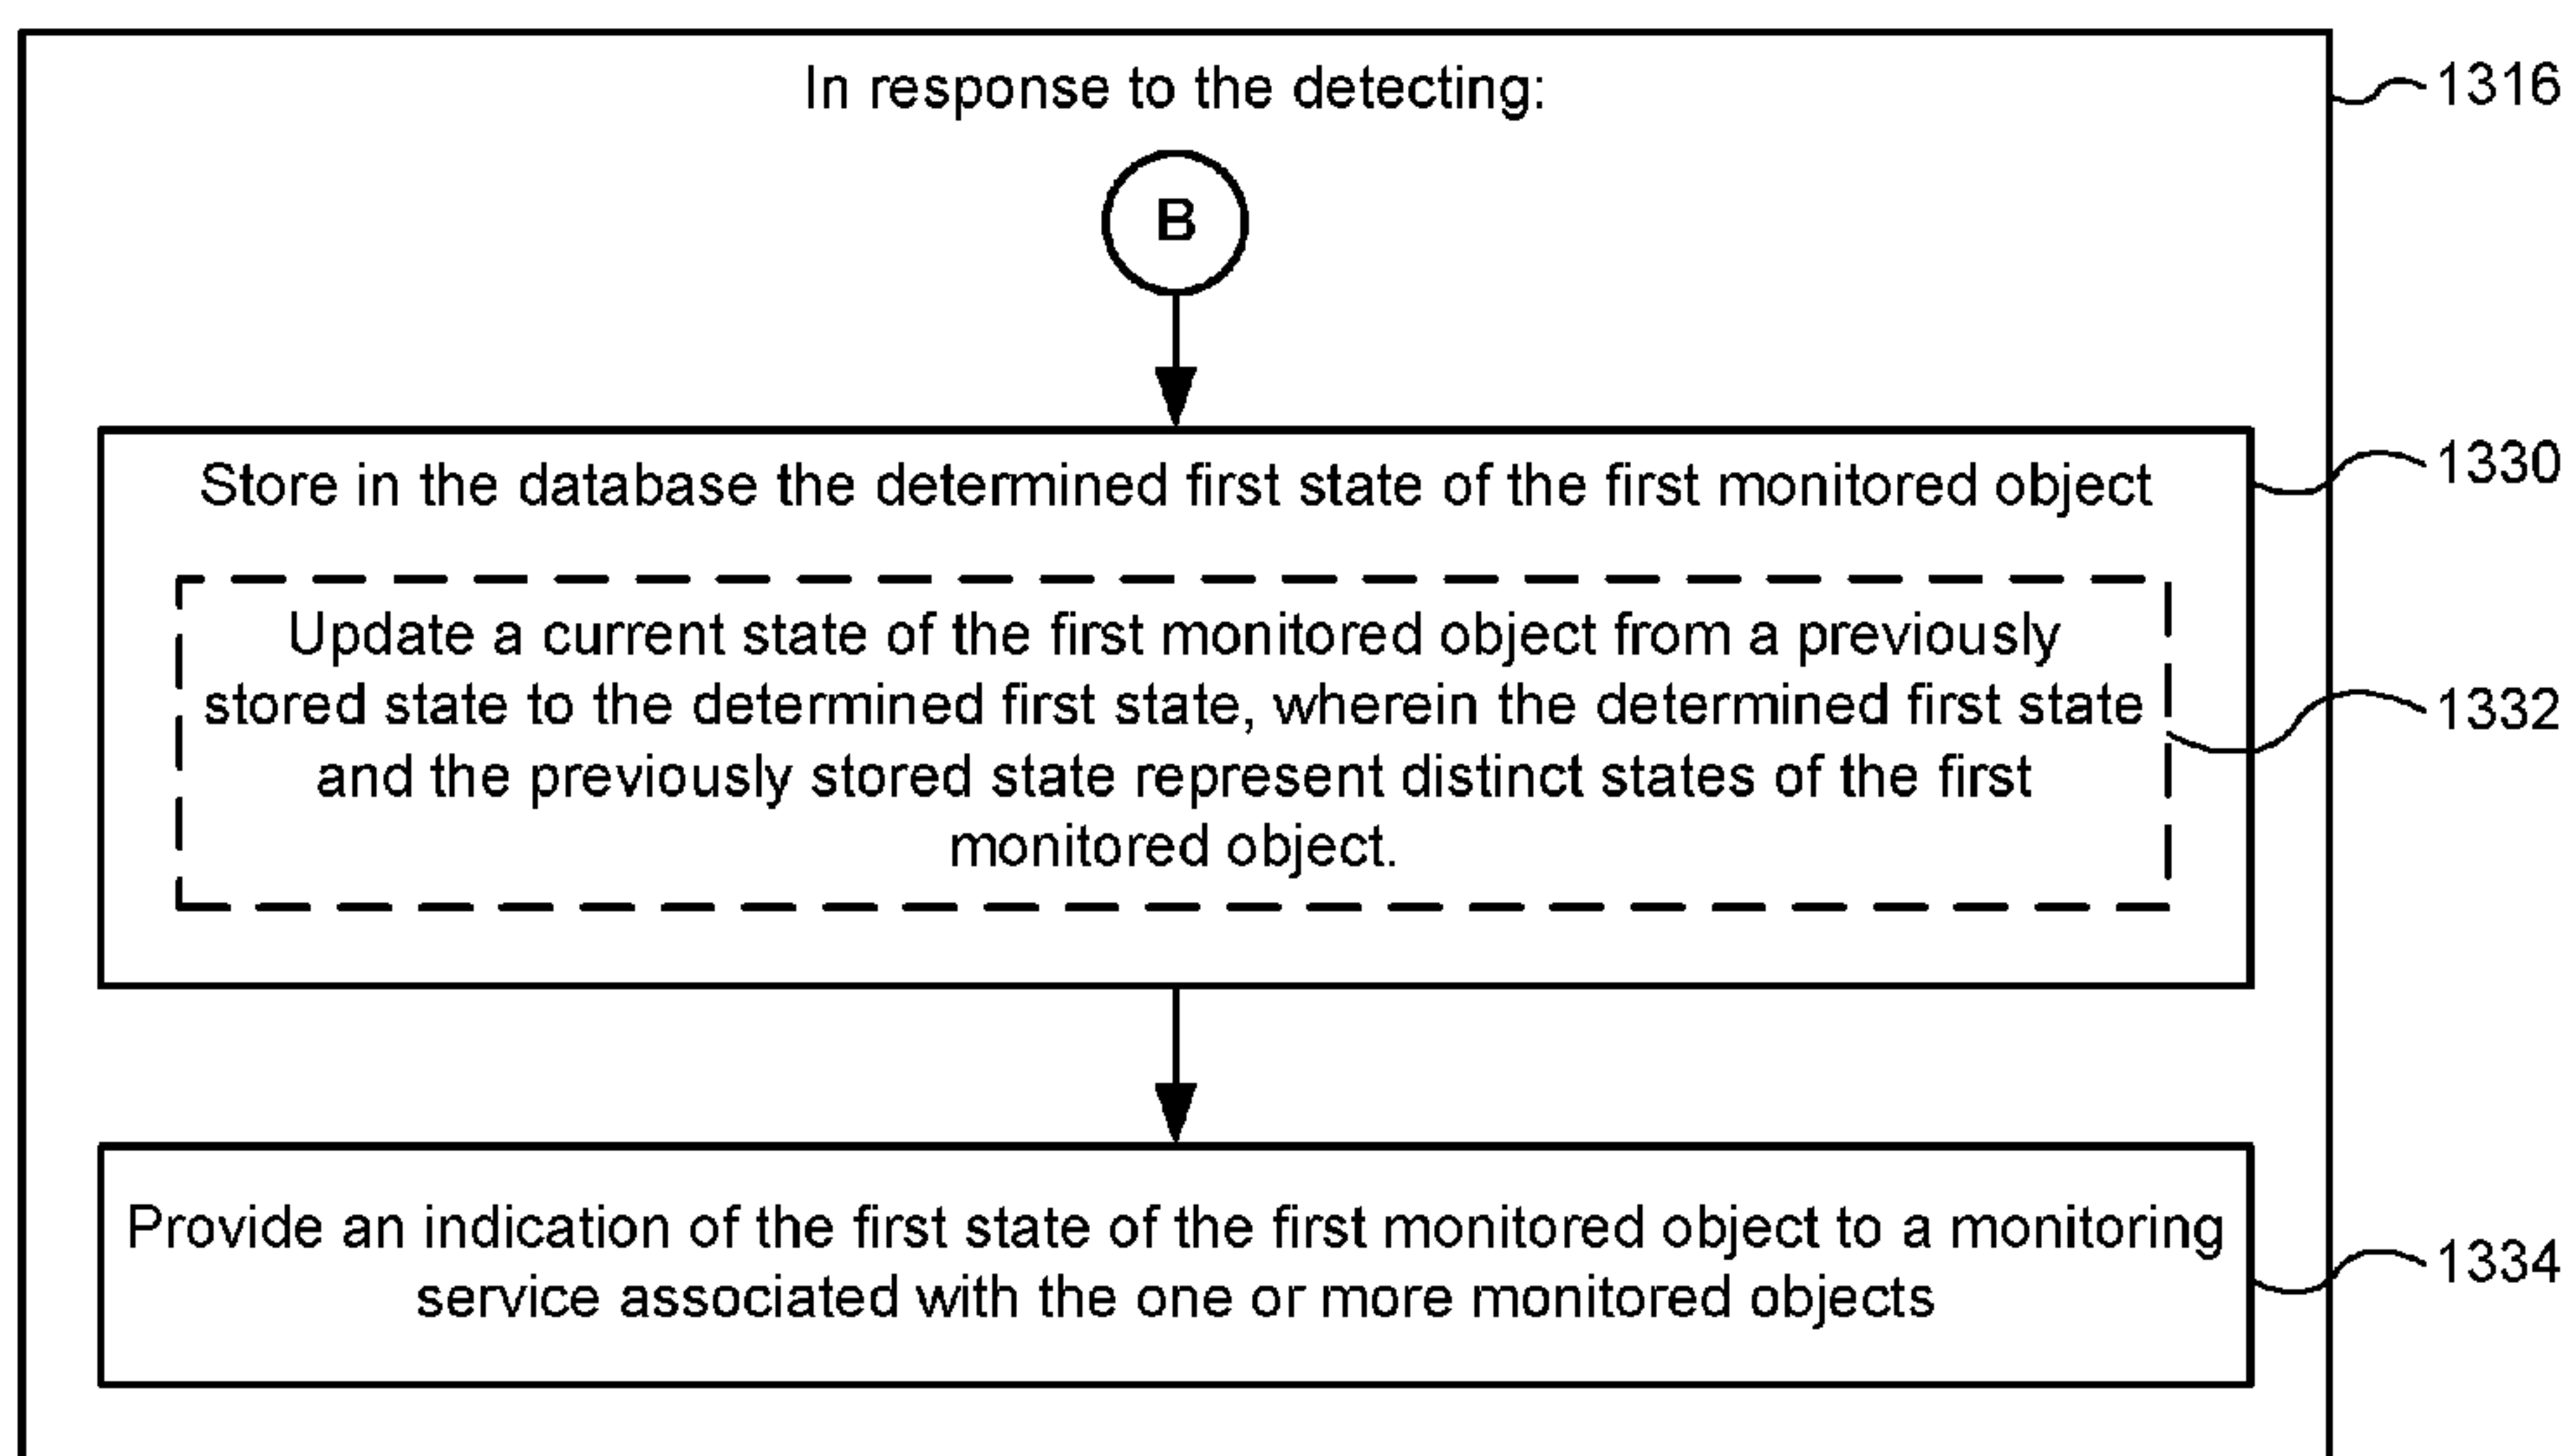 In response to the detecting:
1316
B
Store in the database the determined first state of the first monitored object
1330
Update a current state of the first monitored object from a previously
stored state to the determined first state, wherein the determined first state
1332
and the previously stored state represent distinct states of the first
monitored object.
Provide an indication of the first state of the first monitored object to a monitoring
service associated with the one or more monitored objects
1334